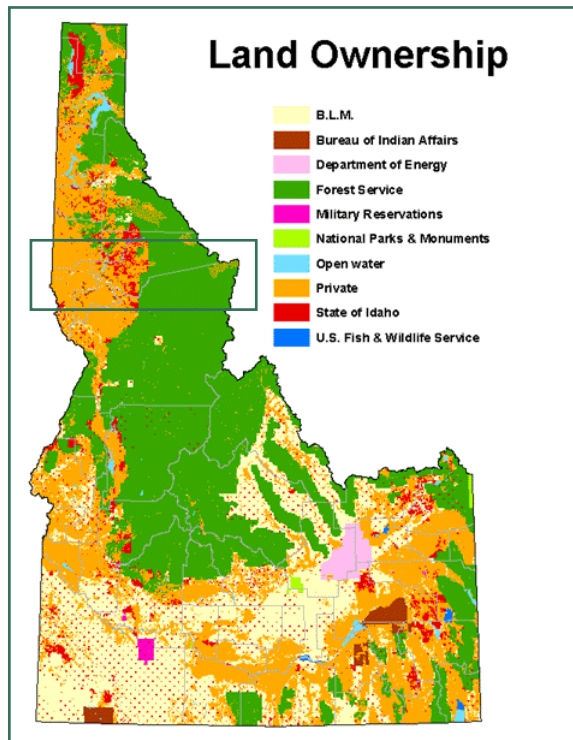 Land Ownership
B.L.M.
Bureau of Indian Affairs
Department of Energy
Forest Service
Military Reservations
National Parks & Monuments
Open water
Private
State of Idaho
U.S. Fish & Wildlife Service